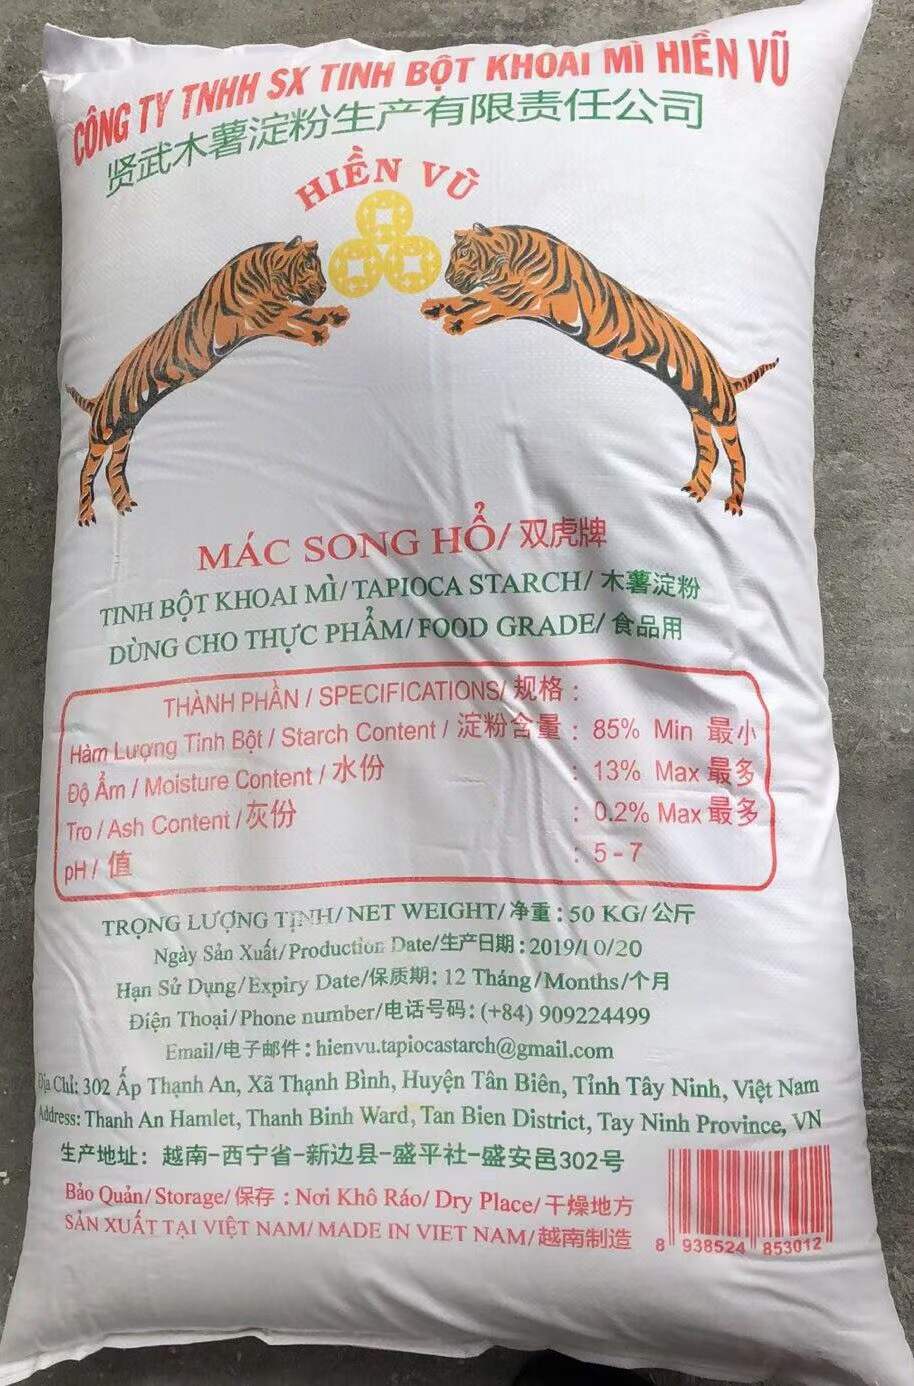 CÔNG TY TNHH SX TINH BỘT KHOAI MÌ HIỀN VŨ
贤武木薯淀粉生产有限责任公司
HIỀN VŨ
MÁC SONG HỔ/双虎牌
TINH BỘT KHOAI MÌ/TAPIOCA STARCH/木薯淀粉
DÙNG CHO THỰC PHẨM/FOOD GRADE/食品用
THÀNH PHẦN / SPECIFICATIONS/ 规格 :
Hàm Lượng Tinh Bột / Starch Content / 淀粉含量 : 85% Min 最小
Độ Ẩm / Moisture Content / 水份 : 13% Max 最多
Tro / Ash Content / 灰份 : 0.2% Max 最多
pH / 值 : 5 - 7
TRỌNG LƯỢNG TỊNH/NET WEIGHT/净重:50 KG/公斤
Ngày Sản Xuất/Production Date/生产日期:2019/10/20
Hạn Sử Dụng/Expiry Date/保质期:12 Tháng/Months/个月
Điện Thoại/Phone number/电话号码:(+84) 909224499
Email/电子邮件:hienvu.tapiocastarch@gmail.com
Địa Chỉ: 302 Ấp Thạnh An, Xã Thạnh Bình, Huyện Tân Biên, Tỉnh Tây Ninh, Việt Nam
Address: Thanh An Hamlet, Thanh Binh Ward, Tan Bien District, Tay Ninh Province, VN
生产地址: 越南-西宁省-新边县-盛平社-盛安邑302号
Bảo Quản/Storage/保存 : Nơi Khô Ráo/ Dry Place/干燥地方
SẢN XUẤT TẠI VIỆT NAM/ MADE IN VIET NAM/越南制造
8 938524 853012